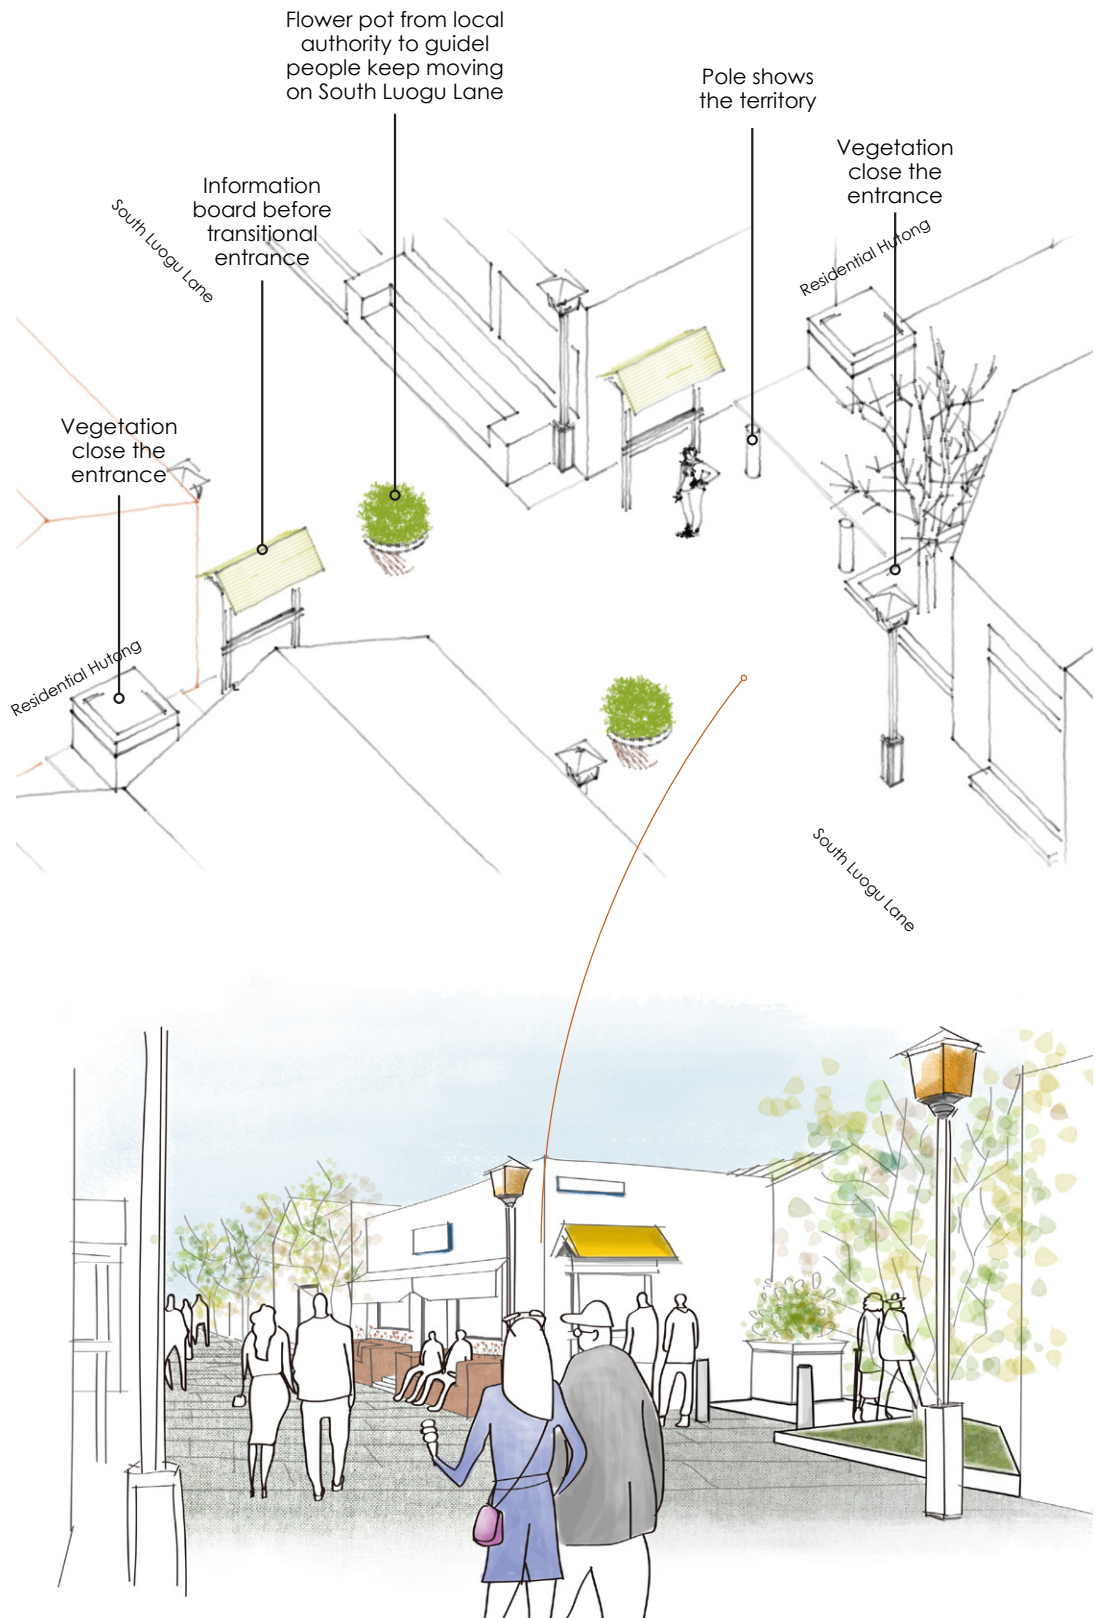 Flower pot from local
authority to guidel
people keep moving
on South Luogu Lane
Pole shows
the territory
Vegetation
close the
entrance
Information
board before
transitional
entrance
South Luogu Lane
Residential Hutong
Vegetation
close the
entrance
Residential Hutong
South Luogu Lane